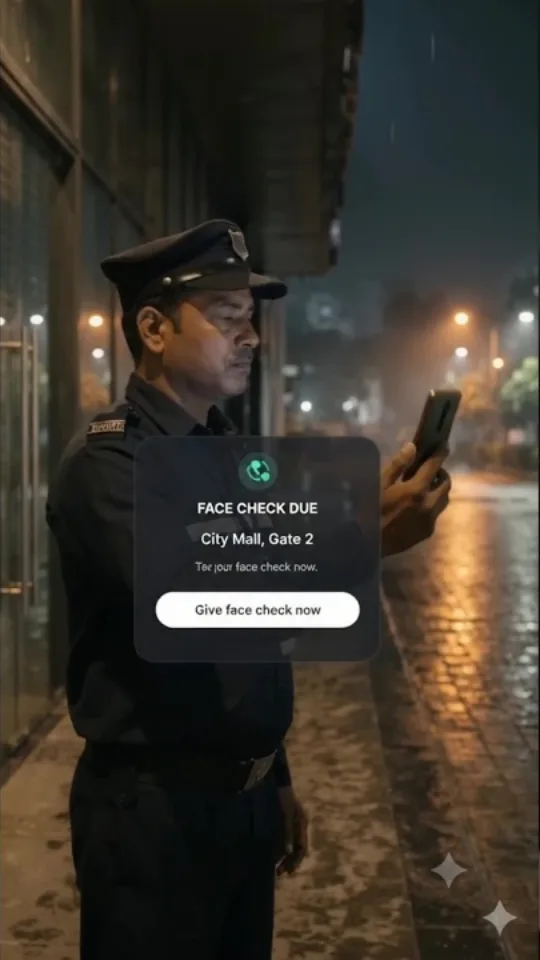 FACE CHECK DUE
City Mall, Gate 2
face check now.
Give face check now